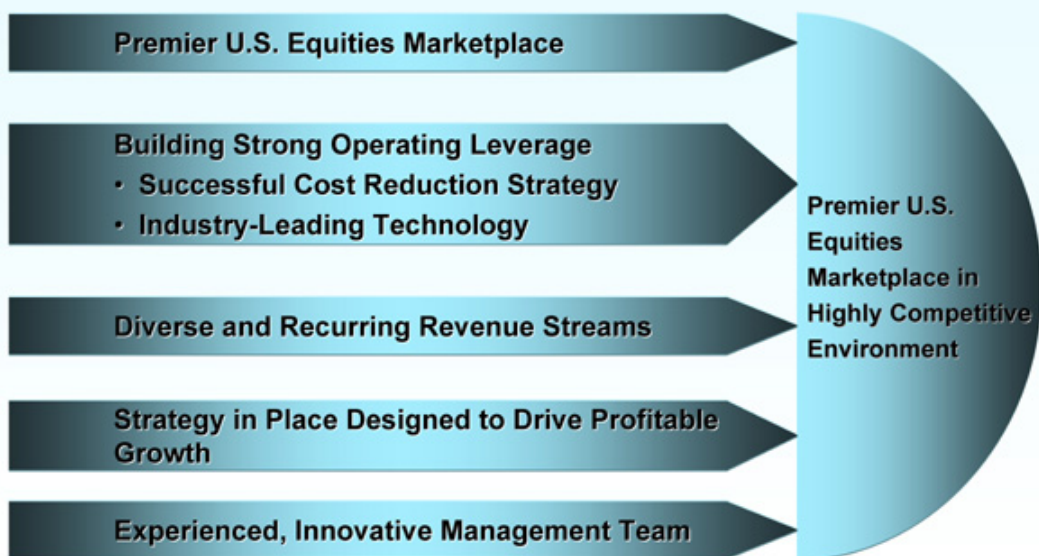 Premier U.S. Equities Marketplace
Building Strong Operating Leverage
• Successful Cost Reduction Strategy
• Industry-Leading Technology
Diverse and Recurring Revenue Streams
Strategy in Place Designed to Drive Profitable
Growth
Experienced, Innovative Management Team
Premier U.S.
Equities
Marketplace in
Highly Competitive
Environment